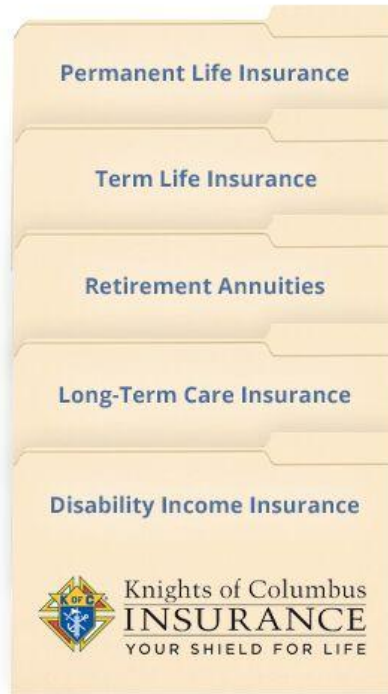 Permanent Life Insurance
Term Life Insurance
Retirement Annuities
Long-Term Care Insurance
Disability Income Insurance
K OF C
Knights of Columbus
INSURANCE
YOUR SHIELD FOR LIFE